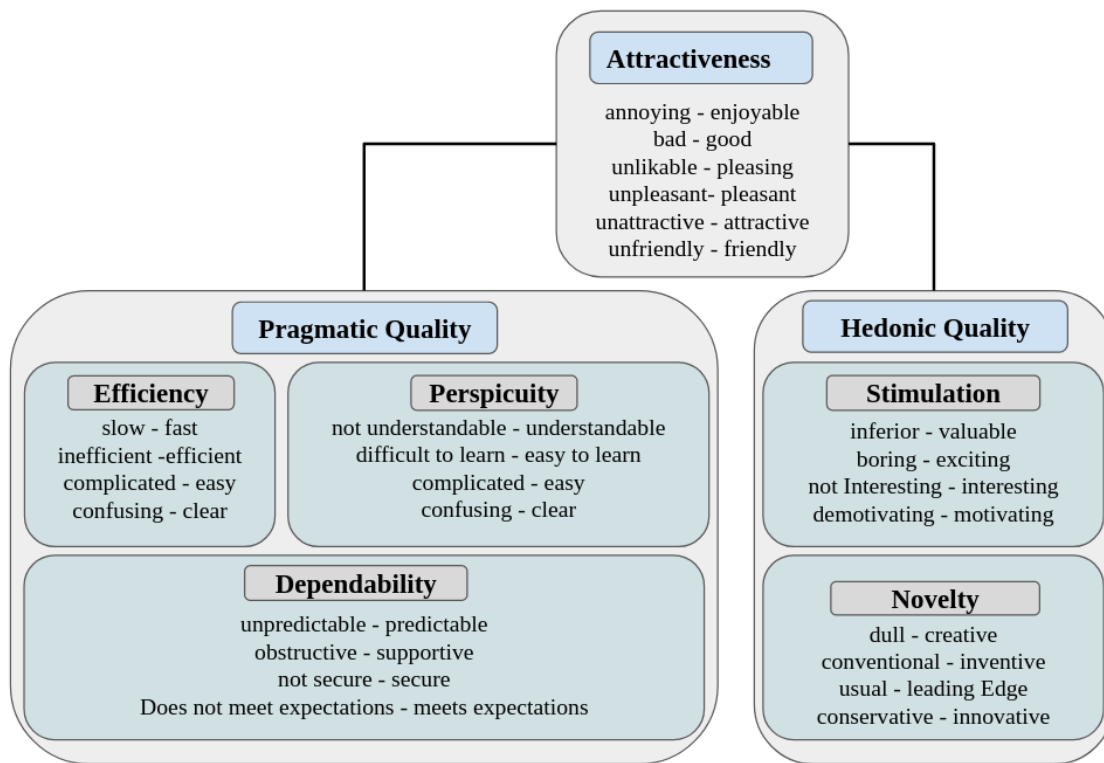 Attractiveness
annoying - enjoyable
bad - good
unlikable - pleasing
unpleasant- pleasant
unattractive - attractive
unfriendly - friendly
Pragmatic Quality
Efficiency
slow - fast
inefficient -efficient
complicated - easy
confusing - clear
Perspicuity
not understandable - understandable
difficult to learn - easy to learn
complicated - easy
confusing - clear
Dependability
unpredictable - predictable
obstructive - supportive
not secure - secure
Does not meet expectations - meets expectations
Hedonic Quality
Stimulation
inferior - valuable
boring - exciting
not Interesting - interesting
demotivating - motivating
Novelty
dull - creative
conventional - inventive
usual - leading Edge
conservative - innovative